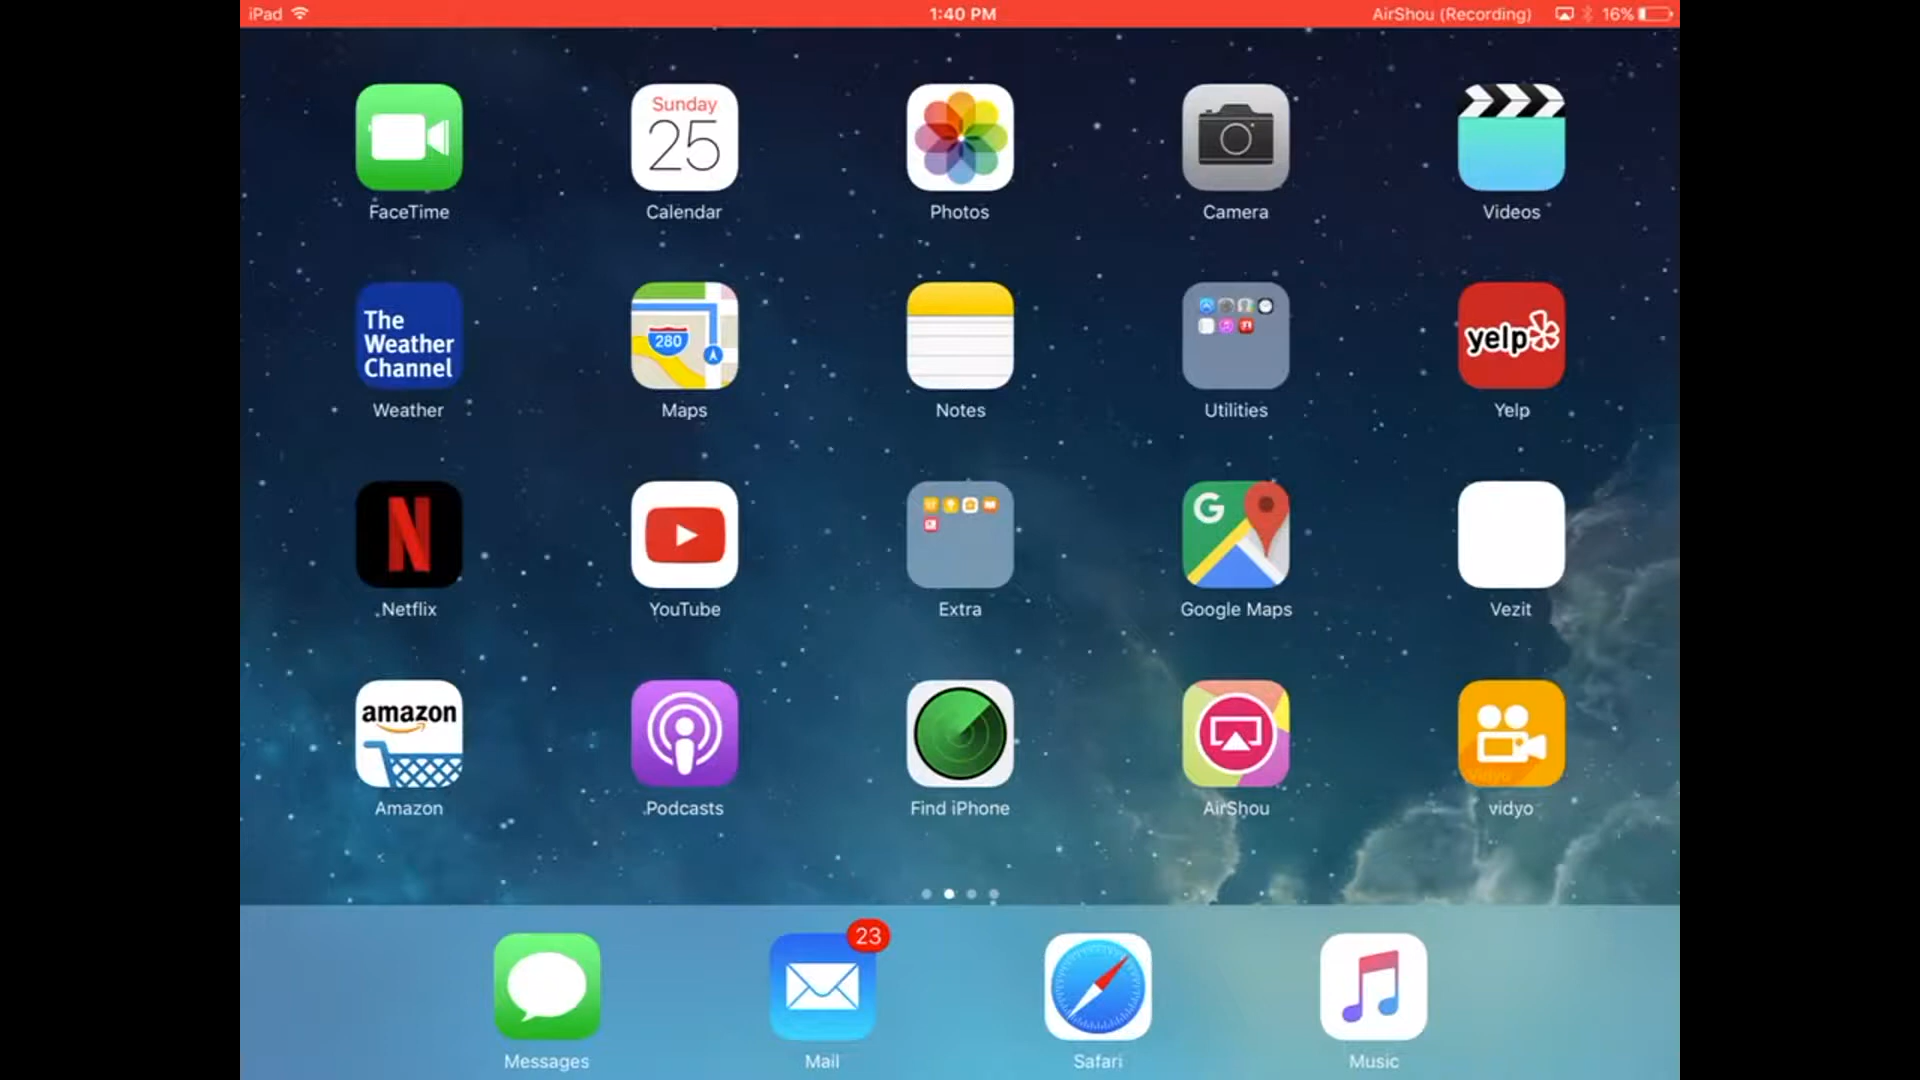 iPad 1:40 PM AirShou (Recording) 16%
Sunday
25
FaceTime Calendar Photos Camera Videos
The
Weather
Channel
280
yelp
Weather Maps Notes Utilities Yelp
N
G
Netflix YouTube Extra Google Maps Vezit
amazon
vidyo
Amazon Podcasts Find iPhone AirShou vidyo
23
Messages Mail Safari Music